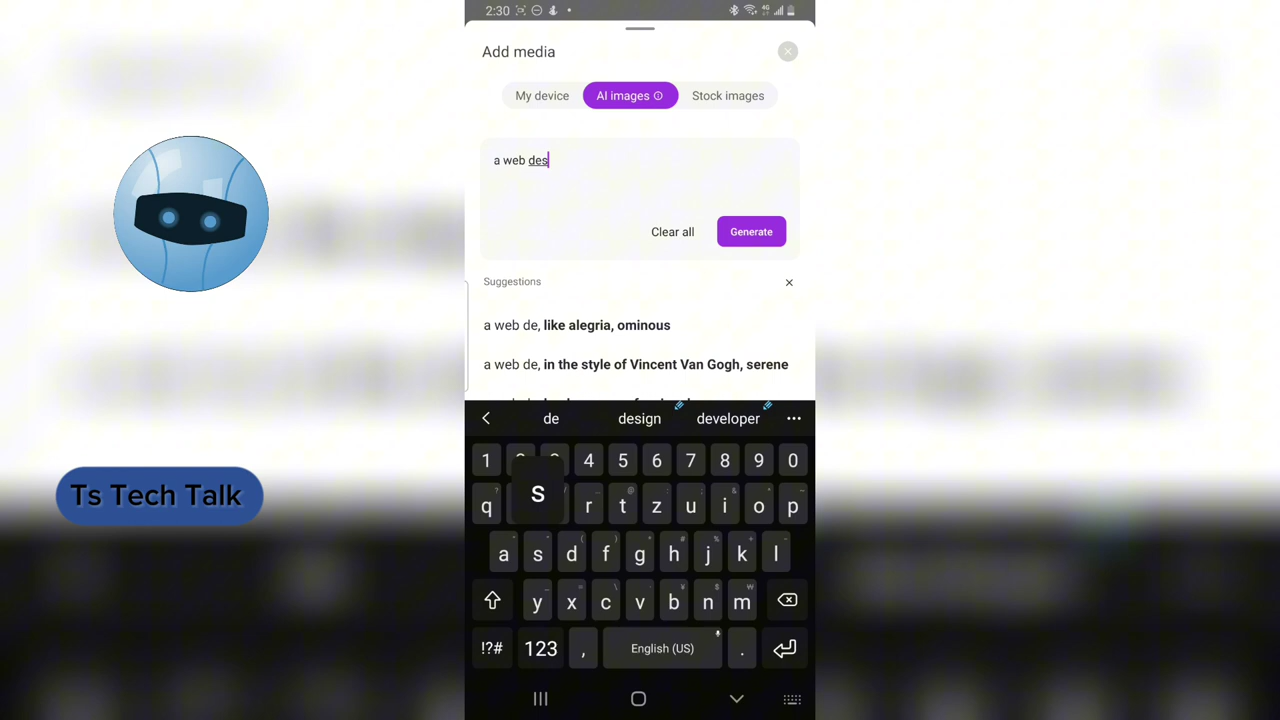 2:30
4G
Add media
My device
AI images
Stock images
a web des
Clear all
Generate
Suggestions
a web de, like alegria, ominous
a web de, in the style of Vincent Van Gogh, serene
Ts Tech Talk
de design developer
1 4 5 6 7 8 9 0
S
q r t z u i o p
a s d f g h j k l
y x c v b n m
!?# 123 , English (US) .